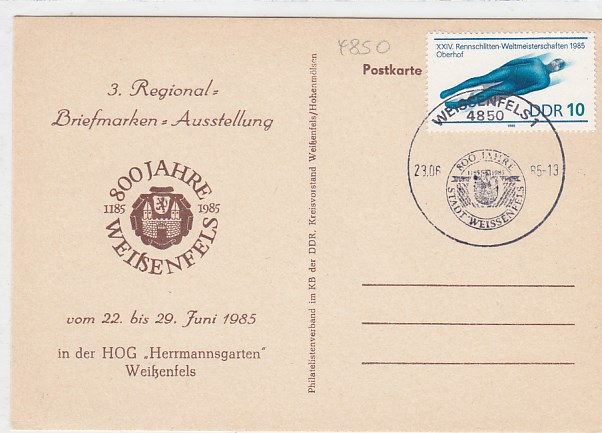 3. Regional=
Briefmarken=Ausstellung
800 JAHRE
1185 1985
WEIßENFELS
vom 22. bis 29. Juni 1985
in der HOG „Herrmannsgarten"
Weißenfels
Philatelistenverband im KB der DDR, Kreisvorstand Weißenfels/Hohenmölsen
4850
Postkarte
XXIV. Rennschlitten-Weltmeisterschaften 1985
Oberhof
DDR 10
WEISSENFELS 1
4850
23.06 85-13
800 JAHRE
STADT WEISSENFELS